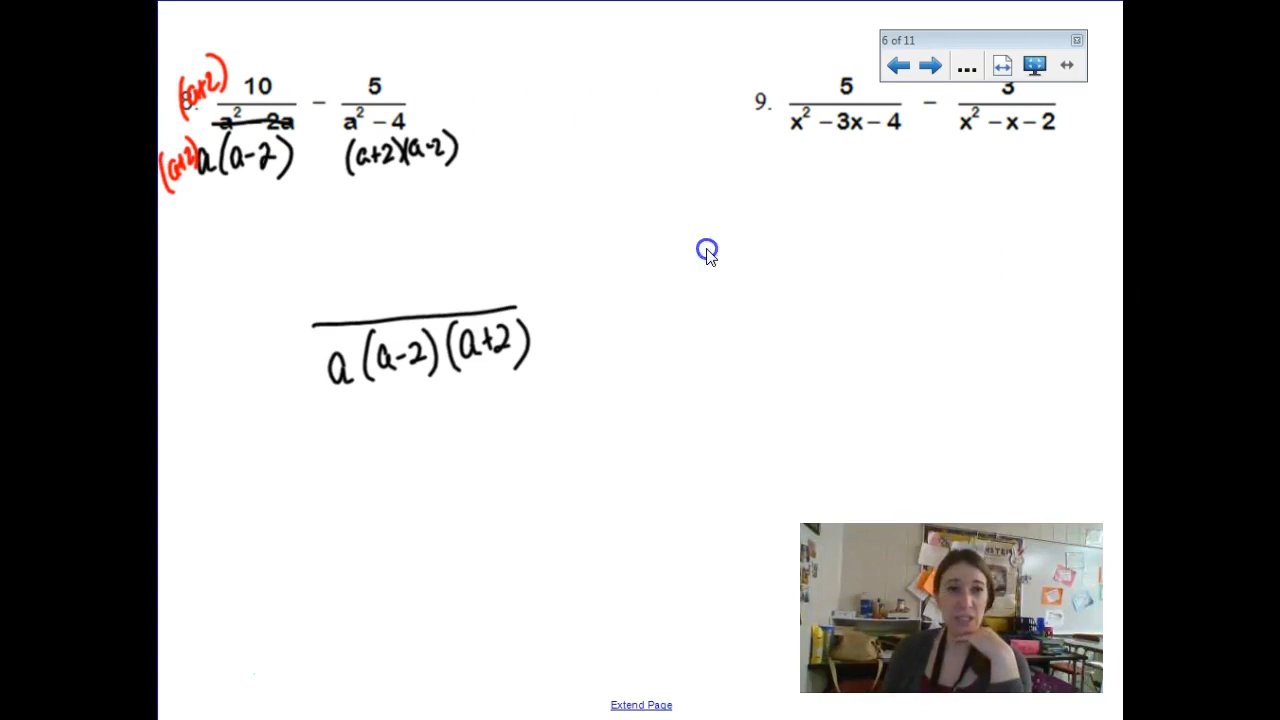 6 of 11
(a+2) 10 – 5
8. a² – 2a a² – 4
(a+2) a(a-2) (a+2)(a-2)
9. 5 – 3
x² – 3x – 4 x² – x – 2
a(a-2)(a+2)
Extend Page